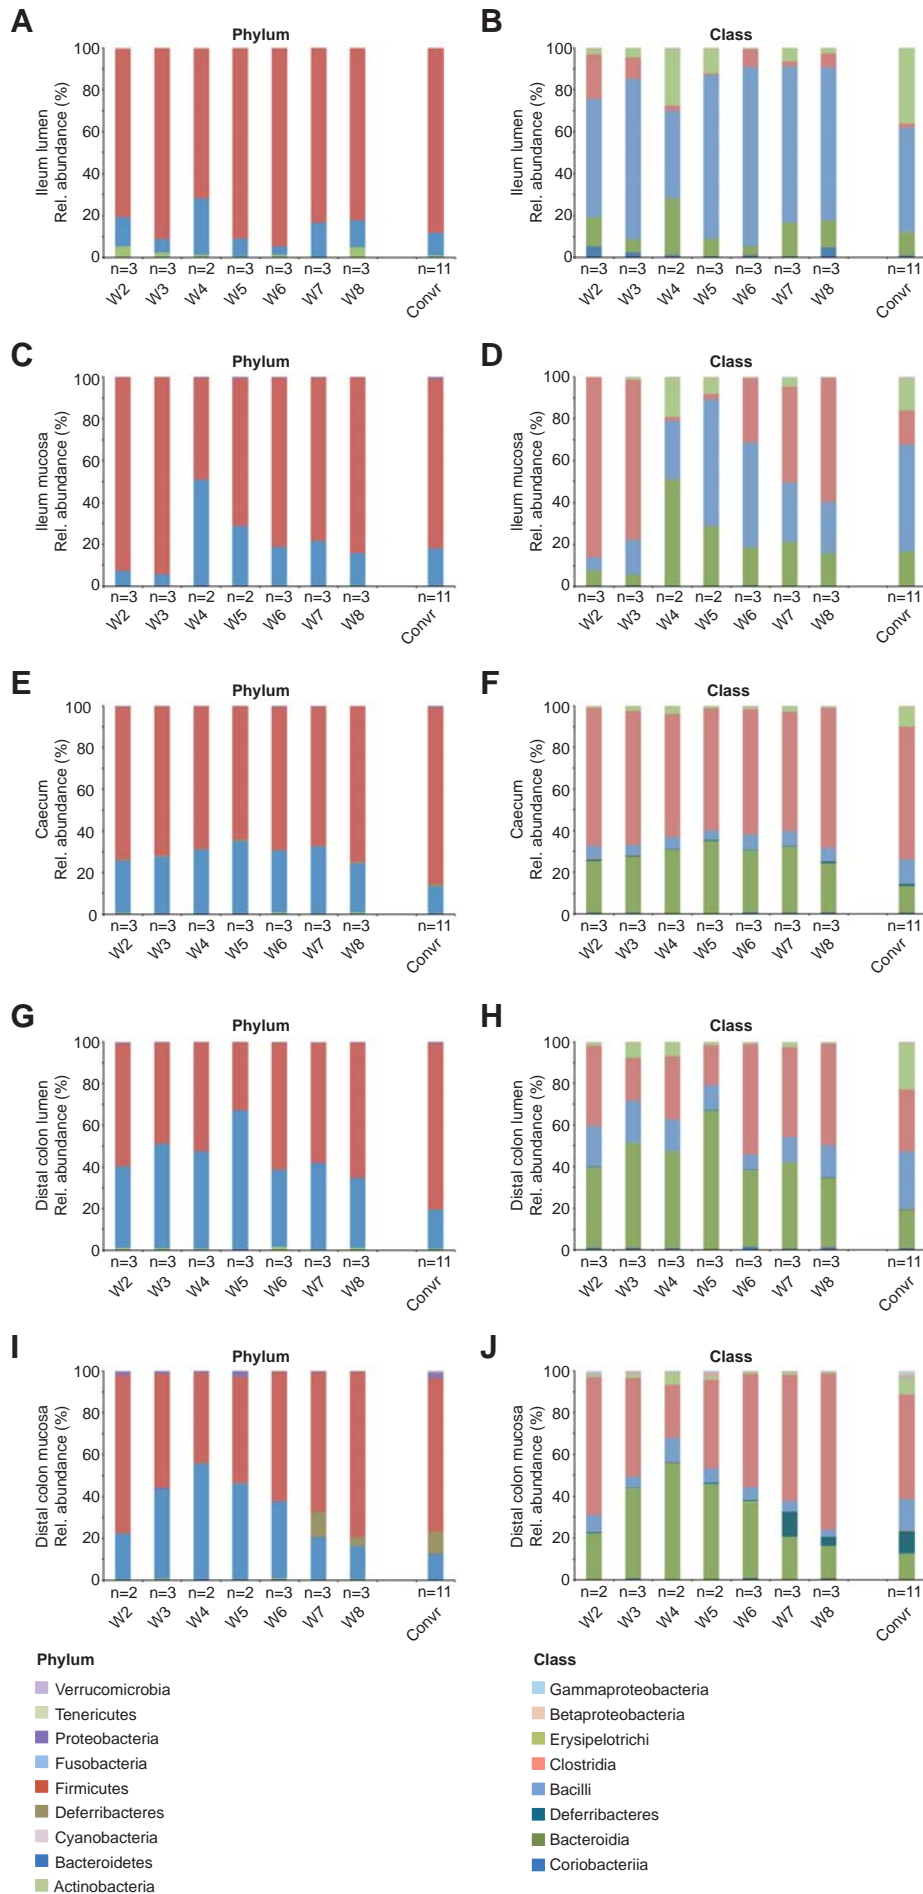 A
Phylum
Ileum lumen
Rel. abundance (%)
100
80
60
40
20
0
n=3 n=3 n=2 n=3 n=3 n=3 n=3 n=11
W2 W3 W4 W5 W6 W7 W8 Convr
B
Class
Ileum lumen
Rel. abundance (%)
100
80
60
40
20
0
n=3 n=3 n=2 n=3 n=3 n=3 n=3 n=11
W2 W3 W4 W5 W6 W7 W8 Convr
C
Phylum
Ileum mucosa
Rel. abundance (%)
100
80
60
40
20
0
n=3 n=3 n=2 n=2 n=3 n=3 n=3 n=11
W2 W3 W4 W5 W6 W7 W8 Convr
D
Class
Ileum mucosa
Rel. abundance (%)
100
80
60
40
20
0
n=3 n=3 n=2 n=2 n=3 n=3 n=3 n=11
W2 W3 W4 W5 W6 W7 W8 Convr
E
Phylum
Caecum
Rel. abundance (%)
100
80
60
40
20
0
n=3 n=3 n=3 n=3 n=3 n=3 n=3 n=11
W2 W3 W4 W5 W6 W7 W8 Convr
F
Class
Caecum
Rel. abundance (%)
100
80
60
40
20
0
n=3 n=3 n=3 n=3 n=3 n=3 n=3 n=11
W2 W3 W4 W5 W6 W7 W8 Convr
G
Phylum
Distal colon lumen
Rel. abundance (%)
100
80
60
40
20
0
n=3 n=3 n=3 n=3 n=3 n=3 n=3 n=11
W2 W3 W4 W5 W6 W7 W8 Convr
H
Class
Distal colon lumen
Rel. abundance (%)
100
80
60
40
20
0
n=3 n=3 n=3 n=3 n=3 n=3 n=3 n=11
W2 W3 W4 W5 W6 W7 W8 Convr
I
Phylum
Distal colon mucosa
Rel. abundance (%)
100
80
60
40
20
0
n=2 n=3 n=2 n=2 n=3 n=3 n=3 n=11
W2 W3 W4 W5 W6 W7 W8 Convr
J
Class
Distal colon mucosa
Rel. abundance (%)
100
80
60
40
20
0
n=2 n=3 n=2 n=2 n=3 n=3 n=3 n=11
W2 W3 W4 W5 W6 W7 W8 Convr
Phylum
Verrucomicrobia
Tenericutes
Proteobacteria
Fusobacteria
Firmicutes
Deferribacteres
Cyanobacteria
Bacteroidetes
Actinobacteria
Class
Gammaproteobacteria
Betaproteobacteria
Erysipelotrichi
Clostridia
Bacilli
Deferribacteres
Bacteroidia
Coriobacteriia